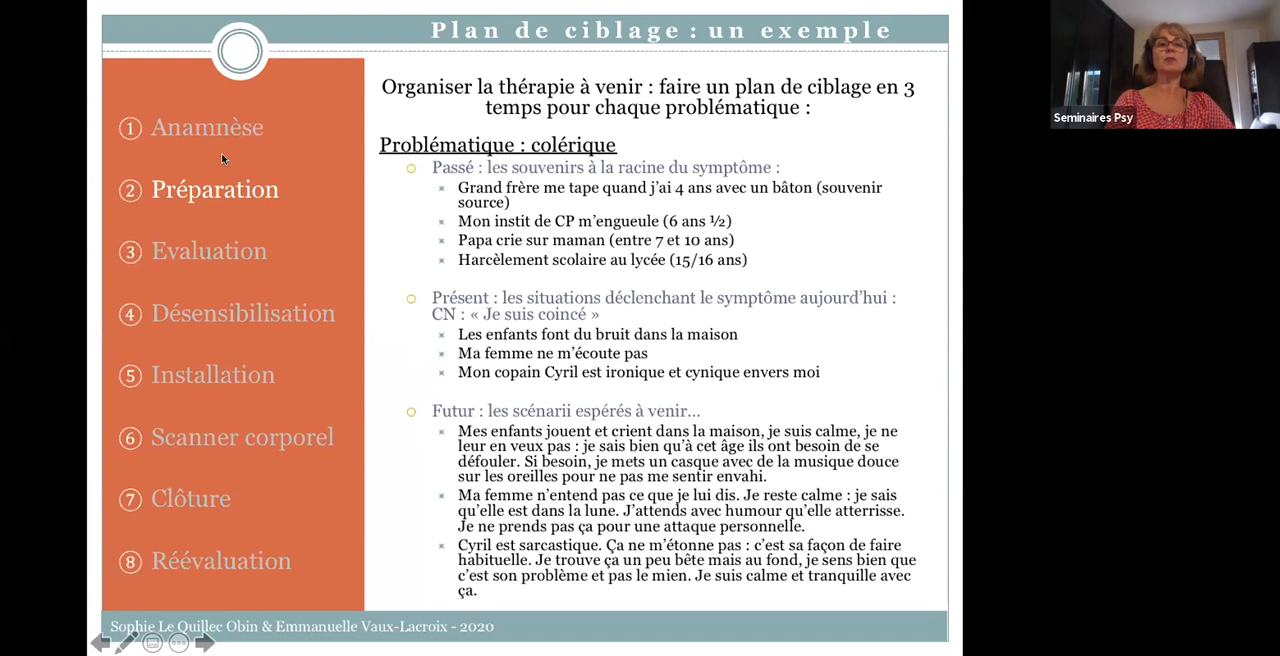 Plan de ciblage : un exemple
① Anamnèse
② Préparation
③ Evaluation
④ Désensibilisation
⑤ Installation
⑥ Scanner corporel
⑦ Clôture
⑧ Réévaluation
Organiser la thérapie à venir : faire un plan de ciblage en 3
temps pour chaque problématique :
Problématique : colérique
Passé : les souvenirs à la racine du symptôme :
Grand frère me tape quand j’ai 4 ans avec un bâton (souvenir
source)
Mon instit de CP m’engueule (6 ans ½)
Papa crie sur maman (entre 7 et 10 ans)
Harcèlement scolaire au lycée (15/16 ans)
Présent : les situations déclenchant le symptôme aujourd’hui :
CN : « Je suis coincé »
Les enfants font du bruit dans la maison
Ma femme ne m’écoute pas
Mon copain Cyril est ironique et cynique envers moi
Futur : les scénarii espérés à venir…
Mes enfants jouent et crient dans la maison, je suis calme, je ne
leur en veux pas : je sais bien qu’à cet âge ils ont besoin de se
défouler. Si besoin, je mets un casque avec de la musique douce
sur les oreilles pour ne pas me sentir envahi.
Ma femme n’entend pas ce que je lui dis. Je reste calme : je sais
qu’elle est dans la lune. J’attends avec humour qu’elle atterrisse.
Je ne prends pas ça pour une attaque personnelle.
Cyril est sarcastique. Ça ne m’étonne pas : c’est sa façon de faire
habituelle. Je trouve ça un peu bête mais au fond, je sens bien que
c’est son problème et pas le mien. Je suis calme et tranquille avec
ça.
Sophie Le Quillec Obin & Emmanuelle Vaux-Lacroix - 2020
Seminaires Psy